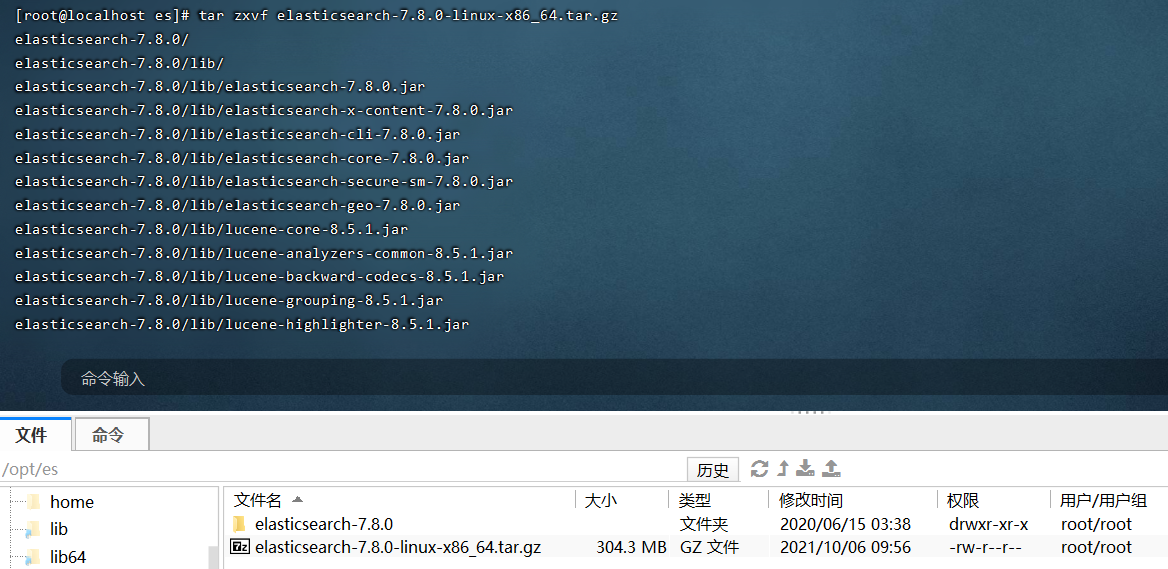 [root@localhost es]# tar zxvf elasticsearch-7.8.0-linux-x86_64.tar.gz
elasticsearch-7.8.0/
elasticsearch-7.8.0/lib/
elasticsearch-7.8.0/lib/elasticsearch-7.8.0.jar
elasticsearch-7.8.0/lib/elasticsearch-x-content-7.8.0.jar
elasticsearch-7.8.0/lib/elasticsearch-cli-7.8.0.jar
elasticsearch-7.8.0/lib/elasticsearch-core-7.8.0.jar
elasticsearch-7.8.0/lib/elasticsearch-secure-sm-7.8.0.jar
elasticsearch-7.8.0/lib/elasticsearch-geo-7.8.0.jar
elasticsearch-7.8.0/lib/lucene-core-8.5.1.jar
elasticsearch-7.8.0/lib/lucene-analyzers-common-8.5.1.jar
elasticsearch-7.8.0/lib/lucene-backward-codecs-8.5.1.jar
elasticsearch-7.8.0/lib/lucene-grouping-8.5.1.jar
elasticsearch-7.8.0/lib/lucene-highlighter-8.5.1.jar
命令输入
文件 命令
/opt/es 历史
home
lib
lib64
文件名 大小 类型 修改时间 权限 用户/用户组
elasticsearch-7.8.0 文件夹 2020/06/15 03:38 drwxr-xr-x root/root
7z elasticsearch-7.8.0-linux-x86_64.tar.gz 304.3 MB GZ 文件 2021/10/06 09:56 -rw-r--r-- root/root